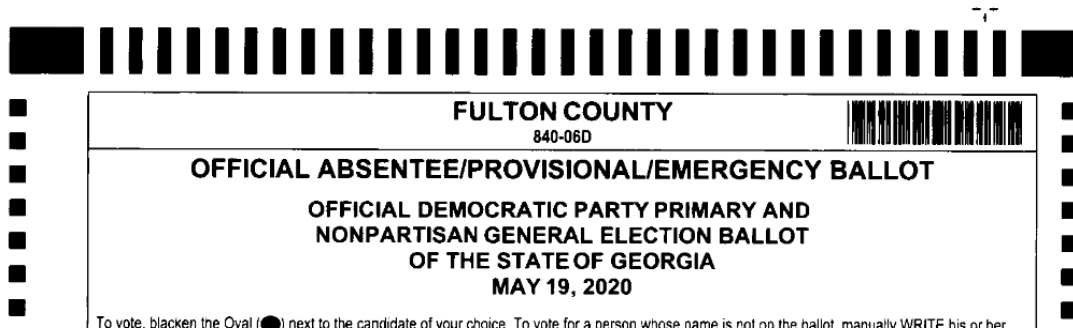 FULTON COUNTY
840-06D
OFFICIAL ABSENTEE/PROVISIONAL/EMERGENCY BALLOT
OFFICIAL DEMOCRATIC PARTY PRIMARY AND
NONPARTISAN GENERAL ELECTION BALLOT
OF THE STATE OF GEORGIA
MAY 19, 2020
To vote, blacken the Oval (⬬) next to the candidate of your choice. To vote for a person whose name is not on the ballot, manually WRITE his or her